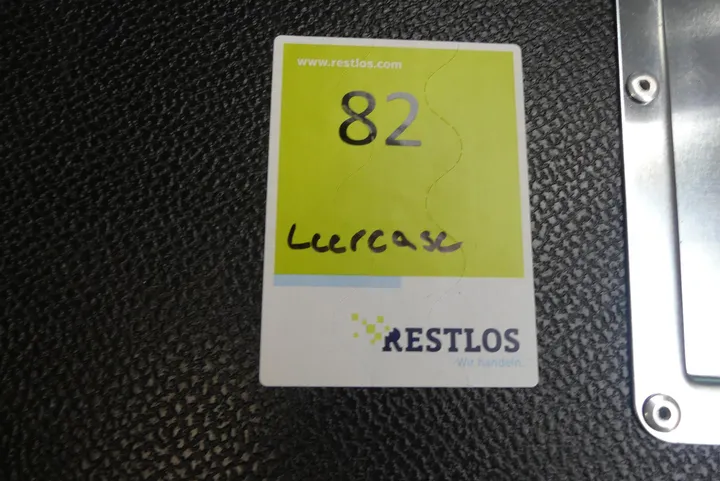 www.restlos.com
82
Leercase
RESTLOS
Wir handeln.